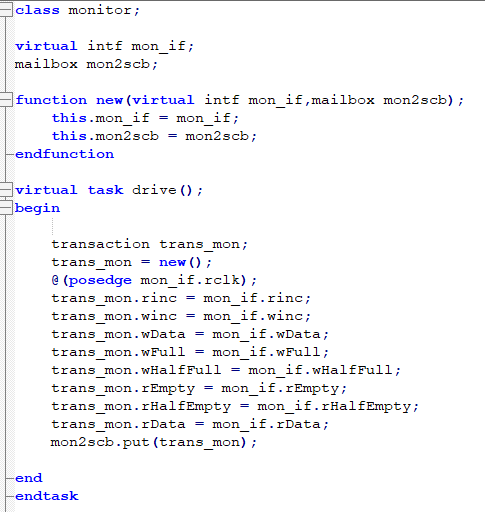 class monitor;
virtual intf mon_if;
mailbox mon2scb;
function new(virtual intf mon_if,mailbox mon2scb);
this.mon_if = mon_if;
this.mon2scb = mon2scb;
endfunction
virtual task drive();
begin
transaction trans_mon;
trans_mon = new();
@(posedge mon_if.rclk);
trans_mon.rinc = mon_if.rinc;
trans_mon.winc = mon_if.winc;
trans_mon.wData = mon_if.wData;
trans_mon.wFull = mon_if.wFull;
trans_mon.wHalfFull = mon_if.wHalfFull;
trans_mon.rEmpty = mon_if.rEmpty;
trans_mon.rHalfEmpty = mon_if.rHalfEmpty;
trans_mon.rData = mon_if.rData;
mon2scb.put(trans_mon);
end
endtask